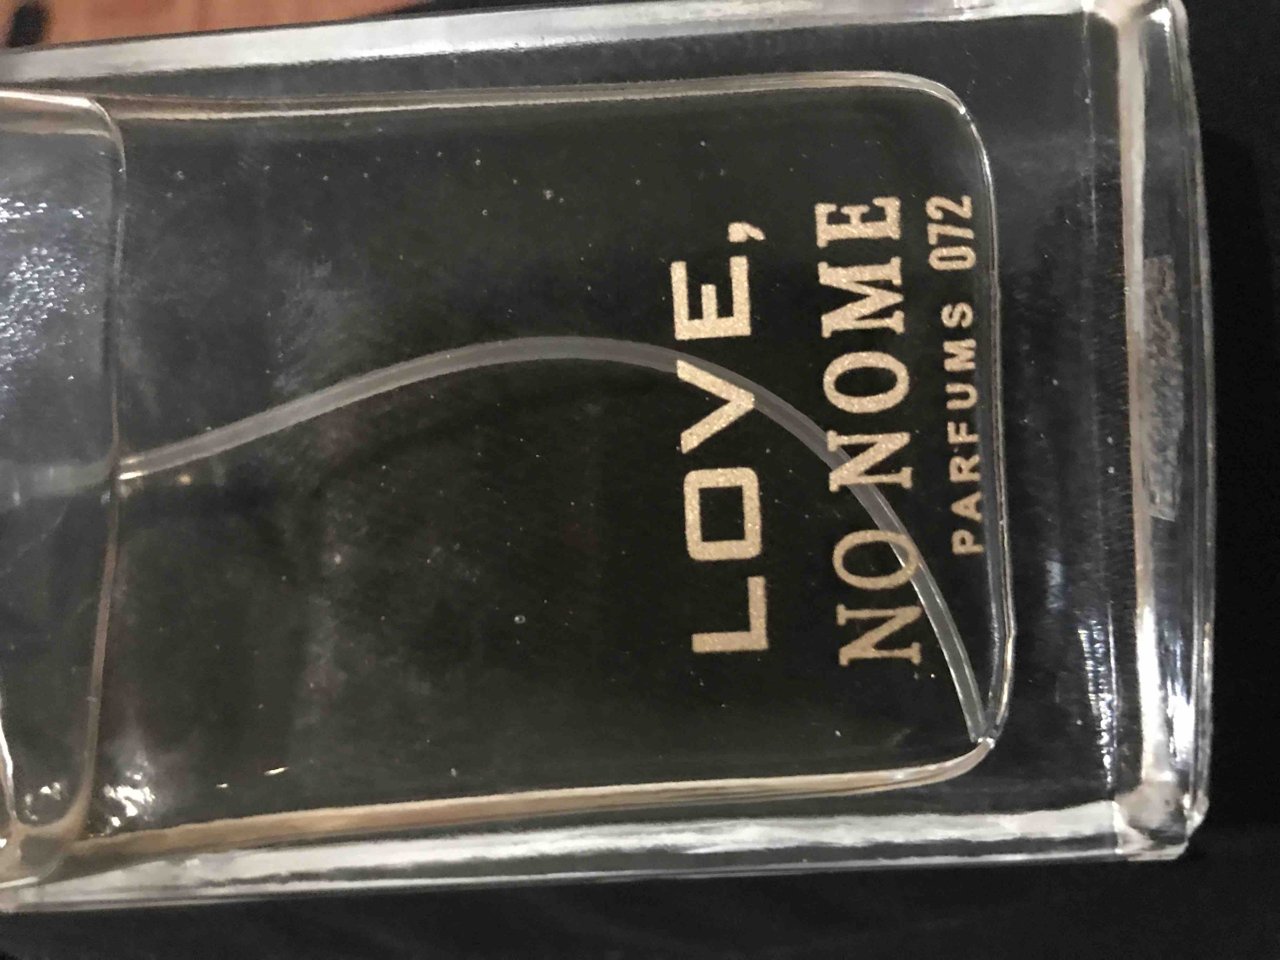 LOVE,
NO NOME
PARFUMS 072